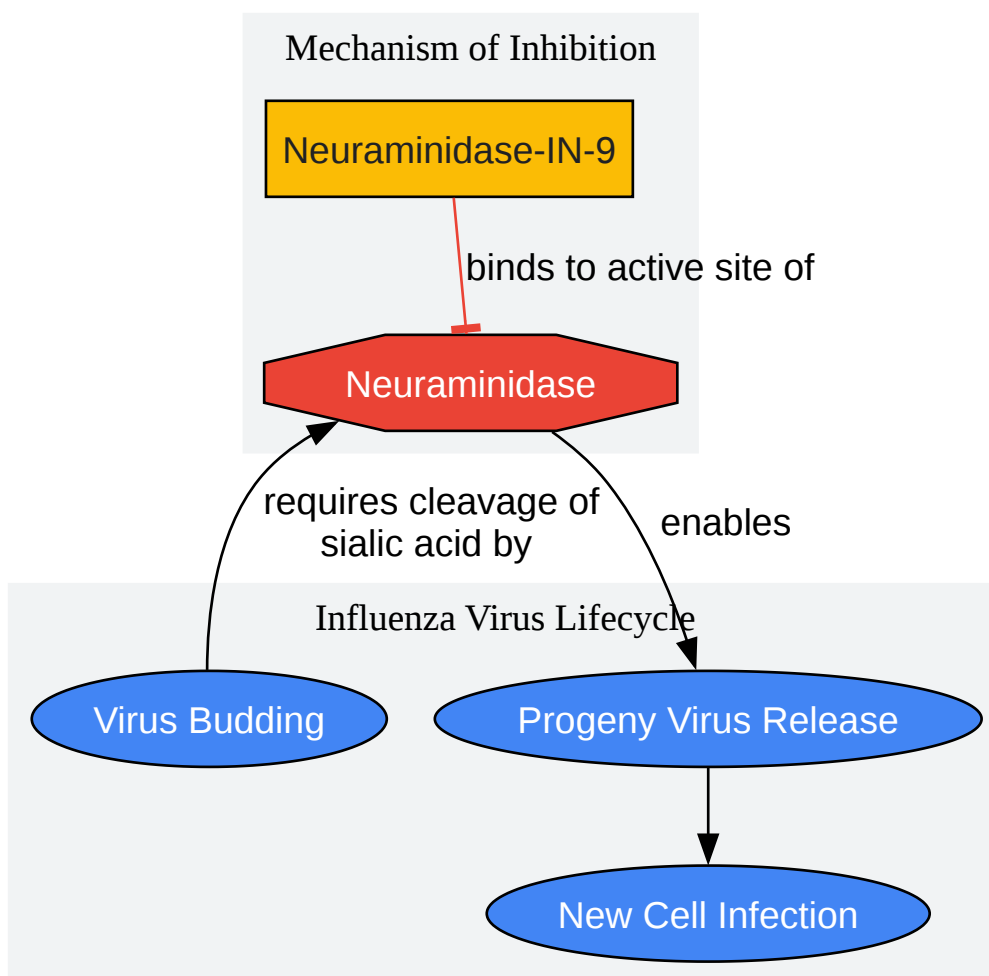 Mechanism of Inhibition
Neuraminidase-IN-9
binds to active site of
Neuraminidase
requires cleavage of
sialic acid by
enables
Influenza Virus Lifecycle
Virus Budding
Progeny Virus Release
New Cell Infection